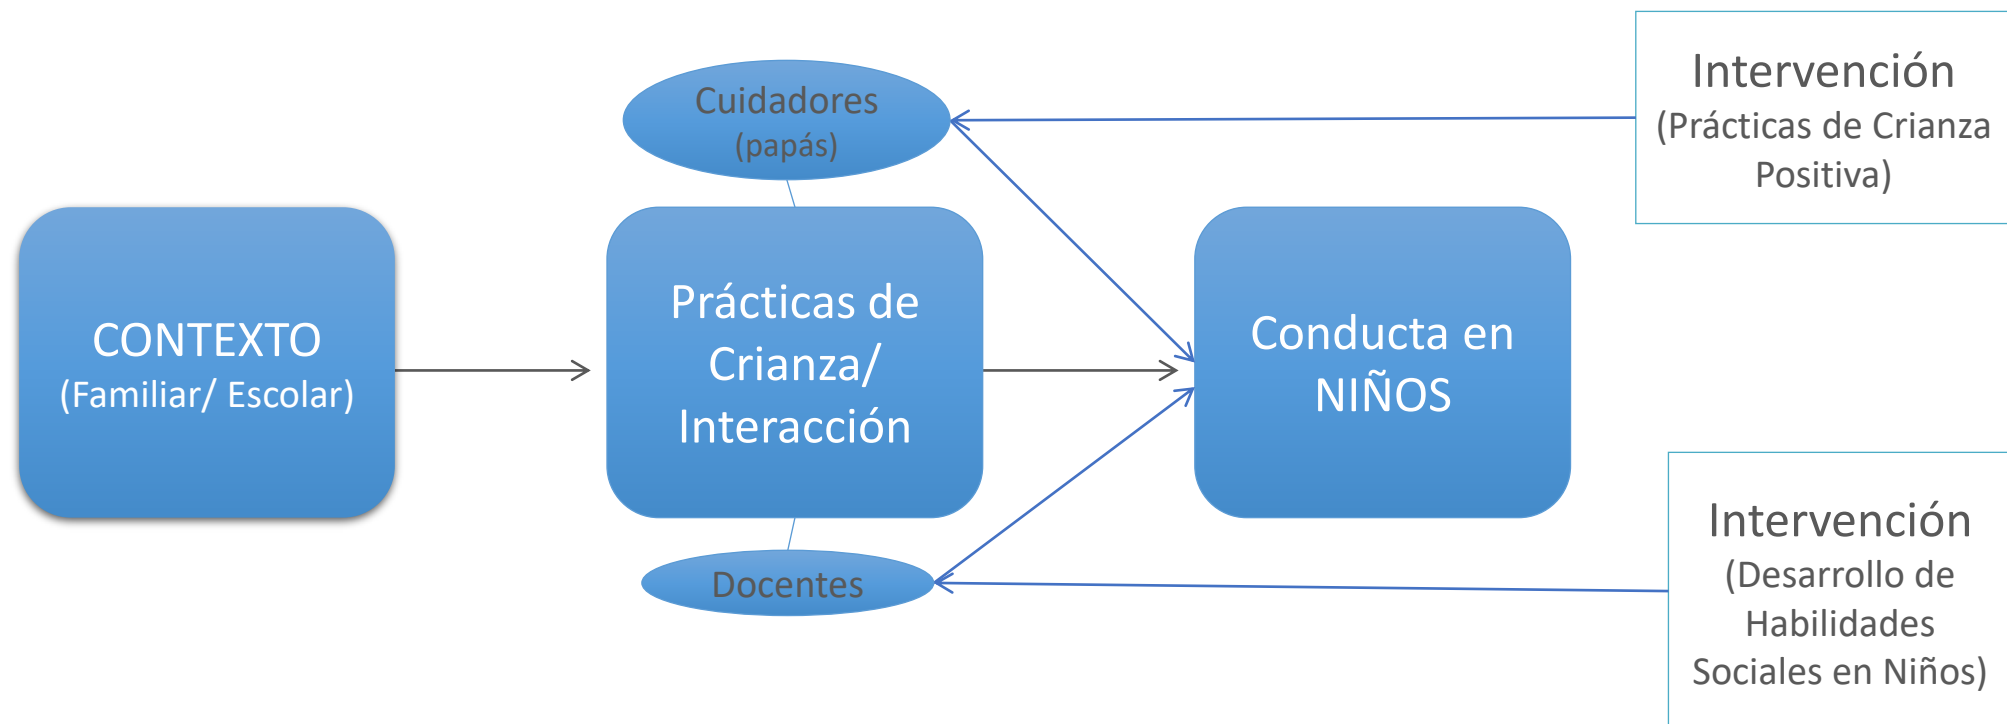 Cuidadores
(papás)
Intervención
(Prácticas de Crianza
Positiva)
CONTEXTO
(Familiar/ Escolar)
Prácticas de
Crianza/
Interacción
Conducta en
NIÑOS
Docentes
Intervención
(Desarrollo de
Habilidades
Sociales en Niños)